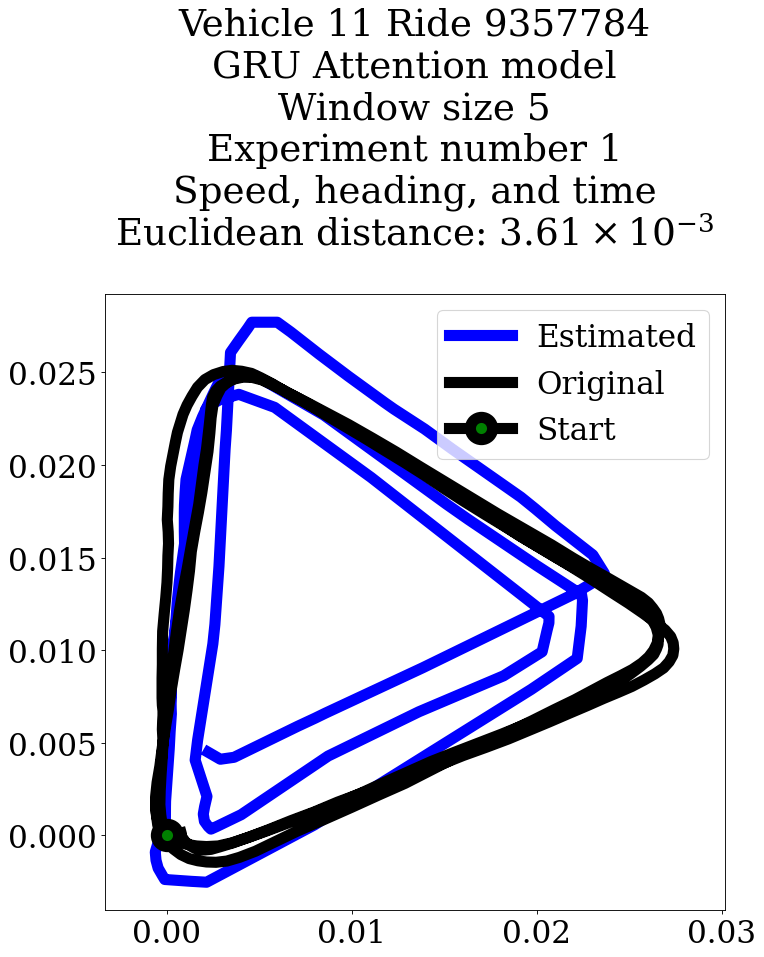 Vehicle 11 Ride 9357784
GRU Attention model
Window size 5
Experiment number 1
Speed, heading, and time
Euclidean distance: 3.61 × 10⁻³
Estimated
Original
Start
0.025
0.020
0.015
0.010
0.005
0.000
0.00 0.01 0.02 0.03